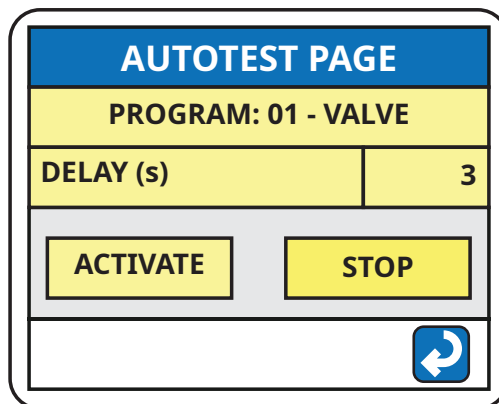 AUTOTEST PAGE
PROGRAM: 01 - VALVE
DELAY (s) 3
ACTIVATE STOP